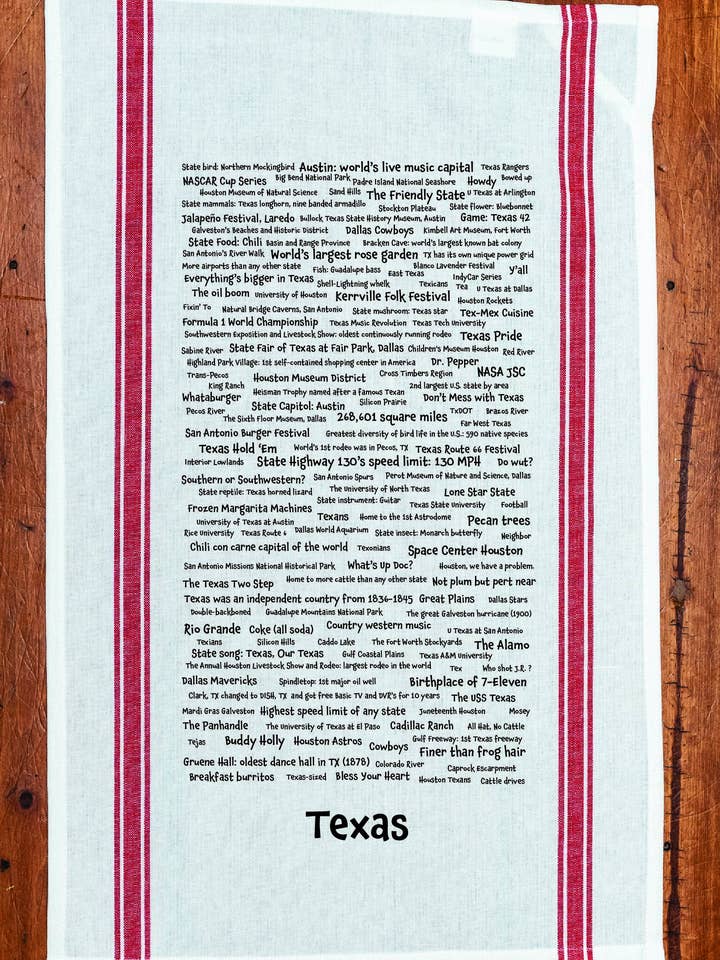 State bird: Northern Mockingbird Austin: world's live music capital Texas Rangers
NASCAR Cup Series Big Bend National Park Padre Island National Seashore Howdy Bowed up
Houston Museum of Natural Science Sand Hills The Friendly State U Texas at Arlington
State mammals: Texas longhorn, nine banded armadillo Stockton Plateau State flower: Bluebonnet
Jalapeño Festival, Laredo Bullock Texas State History Museum, Austin Game: Texas 42
Galveston's Beaches and Historic District Dallas Cowboys Kimbell Art Museum, Fort Worth
State Food: Chili Basin and Range Province Bracken Cave: world's largest known bat colony
San Antonio's River Walk World's largest rose garden TX has its own unique power grid
More airports than any other state Fish: Guadalupe bass East Texas Blanco Lavender Festival y'all
Everything's bigger in Texas Shell-Lightning whelk Texicans Tea IndyCar Series U Texas at Dallas
The oil boom University of Houston Kerrville Folk Festival Houston Rockets
Fixin' To Natural Bridge Caverns, San Antonio State mushroom: Texas star Tex-Mex Cuisine
Formula 1 World Championship Texas Music Revolution Texas Tech University
Southwestern Exposition and Livestock Show: oldest continuously running rodeo Texas Pride
Sabine River State Fair of Texas at Fair Park, Dallas Children's Museum Houston Red River
Highland Park Village: 1st self-contained shopping center in America Dr. Pepper
Trans-Pecos Houston Museum District Cross Timbers Region NASA JSC
King Ranch Heisman Trophy named after a famous Texan 2nd largest U.S. state by area
Whataburger State Capitol: Austin Silicon Prairie Don't Mess with Texas
Pecos River The Sixth Floor Museum, Dallas 268,601 square miles TxDOT Brazos River
Far West Texas
San Antonio Burger Festival Greatest diversity of bird life in the U.S.: 590 native species
Texas Hold 'Em World's 1st rodeo was in Pecos, TX Texas Route 66 Festival
Interior Lowlands State Highway 130's speed limit: 130 MPH Do wut?
Southern or Southwestern? San Antonio Spurs Perot Museum of Nature and Science, Dallas
State reptile: Texas horned lizard The University of North Texas Lone Star State
State instrument: Guitar
Frozen Margarita Machines Texans Texas State University Football
University of Texas at Austin Home to the 1st Astrodome Pecan trees
Rice University Texas Route 6 Dallas World Aquarium State insect: Monarch butterfly Neighbor
Chili con carne capital of the world Texonians Space Center Houston
San Antonio Missions National Historical Park What's Up Doc? Houston, we have a problem.
The Texas Two Step Home to more cattle than any other state Not plum but pert near
Texas was an independent country from 1836-1845 Great Plains Dallas Stars
Double-backboned Guadalupe Mountains National Park The great Galveston hurricane (1900)
Rio Grande Coke (all soda) Country western music U Texas at San Antonio
Texians Silicon Hills Caddo Lake The Fort Worth Stockyards The Alamo
State song: Texas, Our Texas Gulf Coastal Plains Texas A&M University
The Annual Houston Livestock Show and Rodeo: largest rodeo in the world Tex Who shot J.R. ?
Dallas Mavericks Spindletop: 1st major oil well Birthplace of 7-Eleven
Clark, TX changed to DISH, TX and got free Basic TV and DVR's for 10 years The USS Texas
Mardi Gras Galveston Highest speed limit of any state Juneteenth Houston Mosey
The Panhandle The University of Texas at El Paso Cadillac Ranch All Hat, No Cattle
Tejas Buddy Holly Houston Astros Cowboys Gulf Freeway: 1st Texas freeway
Finer than frog hair
Gruene Hall: oldest dance hall in TX (1878) Colorado River Caprock Escarpment
Breakfast burritos Texas-sized Bless Your Heart Houston Texans Cattle drives
Texas